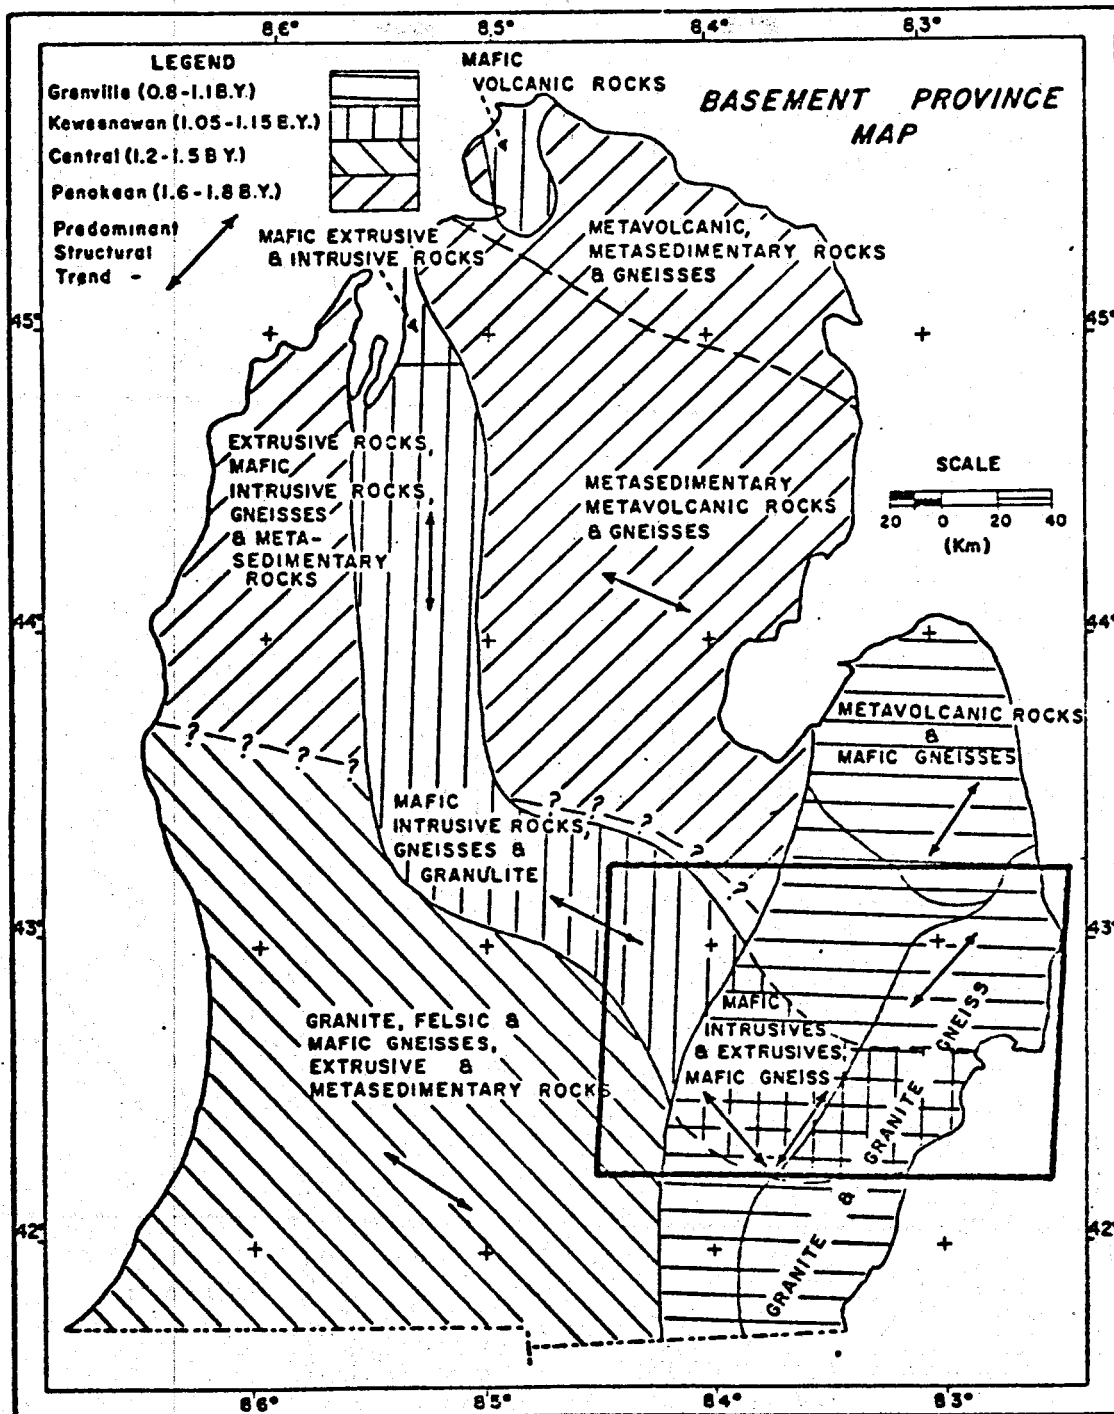 86° 85° 84° 83°
LEGEND
Grenville (0.8-1.1 B.Y.)
Keweenawan (1.05-1.15 B.Y.)
Central (1.2-1.5 B Y.)
Penokean (1.6-1.8 B.Y.)
Predominant
Structural
Trend -
MAFIC
VOLCANIC ROCKS
BASEMENT PROVINCE
MAP
MAFIC EXTRUSIVE
& INTRUSIVE ROCKS
METAVOLCANIC,
METASEDIMENTARY ROCKS
& GNEISSES
45°
45°
EXTRUSIVE ROCKS,
MAFIC
INTRUSIVE ROCKS,
GNEISSES
& META-
SEDIMENTARY
ROCKS
METASEDIMENTARY
METAVOLCANIC ROCKS
& GNEISSES
SCALE
20 0 20 40
(Km)
44°
44°
METAVOLCANIC ROCKS
&
MAFIC GNEISSES
? ? ? ?
? ? ? ? ?
MAFIC
INTRUSIVE ROCKS,
GNEISSES &
GRANULITE
43°
43°
GRANITE, FELSIC &
MAFIC GNEISSES,
EXTRUSIVE &
METASEDIMENTARY ROCKS
MAFIC
INTRUSIVES
& EXTRUSIVES,
MAFIC GNEISS
GRANITE & GRANITE GNEISS
42°
42°
86° 85° 84° 83°